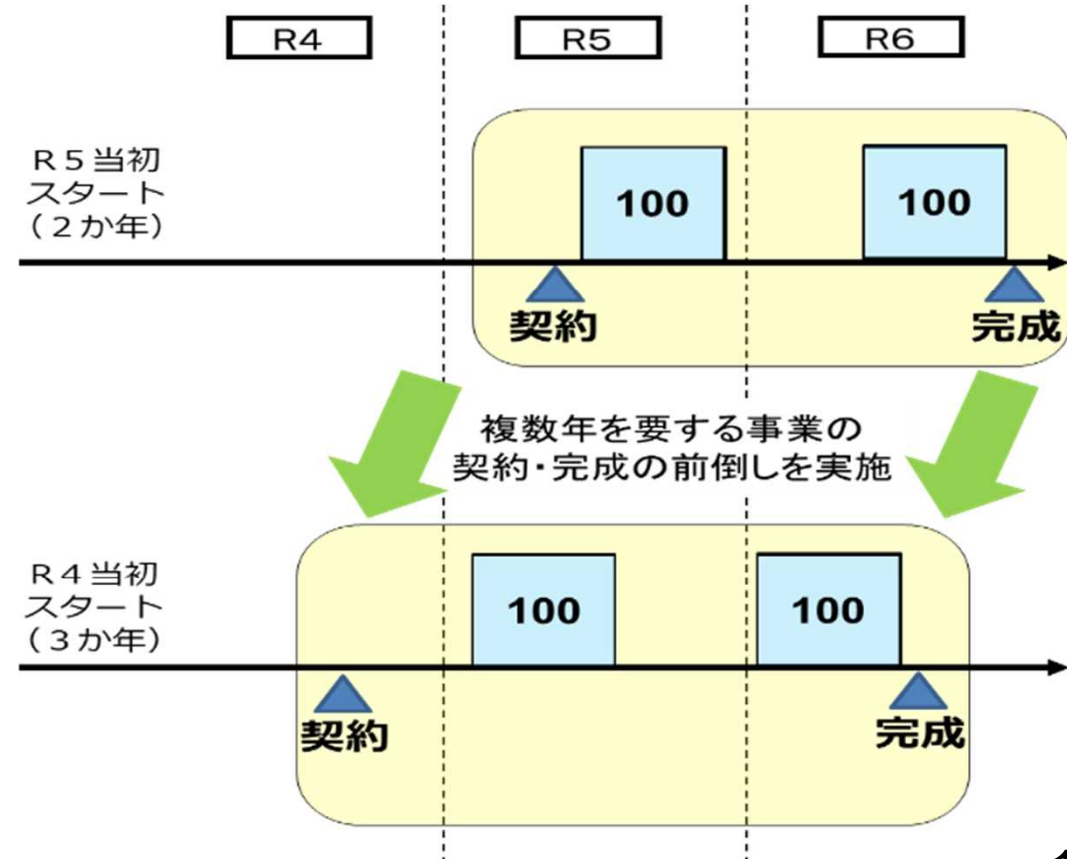 R4
R5
R6
R5当初
スタート
(2か年)
100
100
契約
完成
複数年を要する事業の
契約・完成の前倒しを実施
R4当初
スタート
(3か年)
100
100
契約
完成